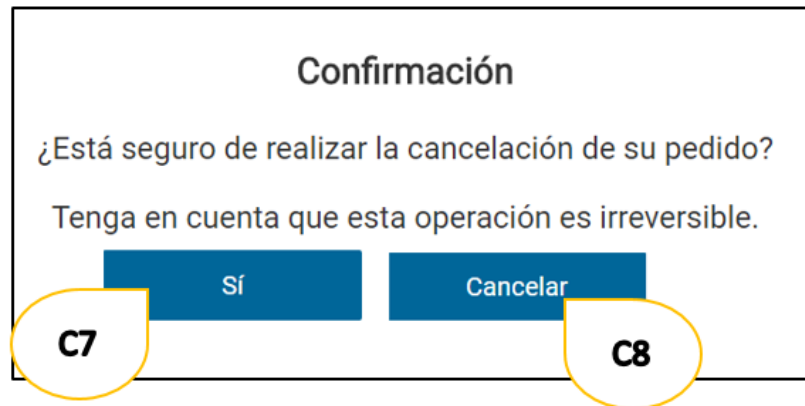 Confirmación
¿Está seguro de realizar la cancelación de su pedido?
Tenga en cuenta que esta operación es irreversible.
Sí Cancelar
C7 C8